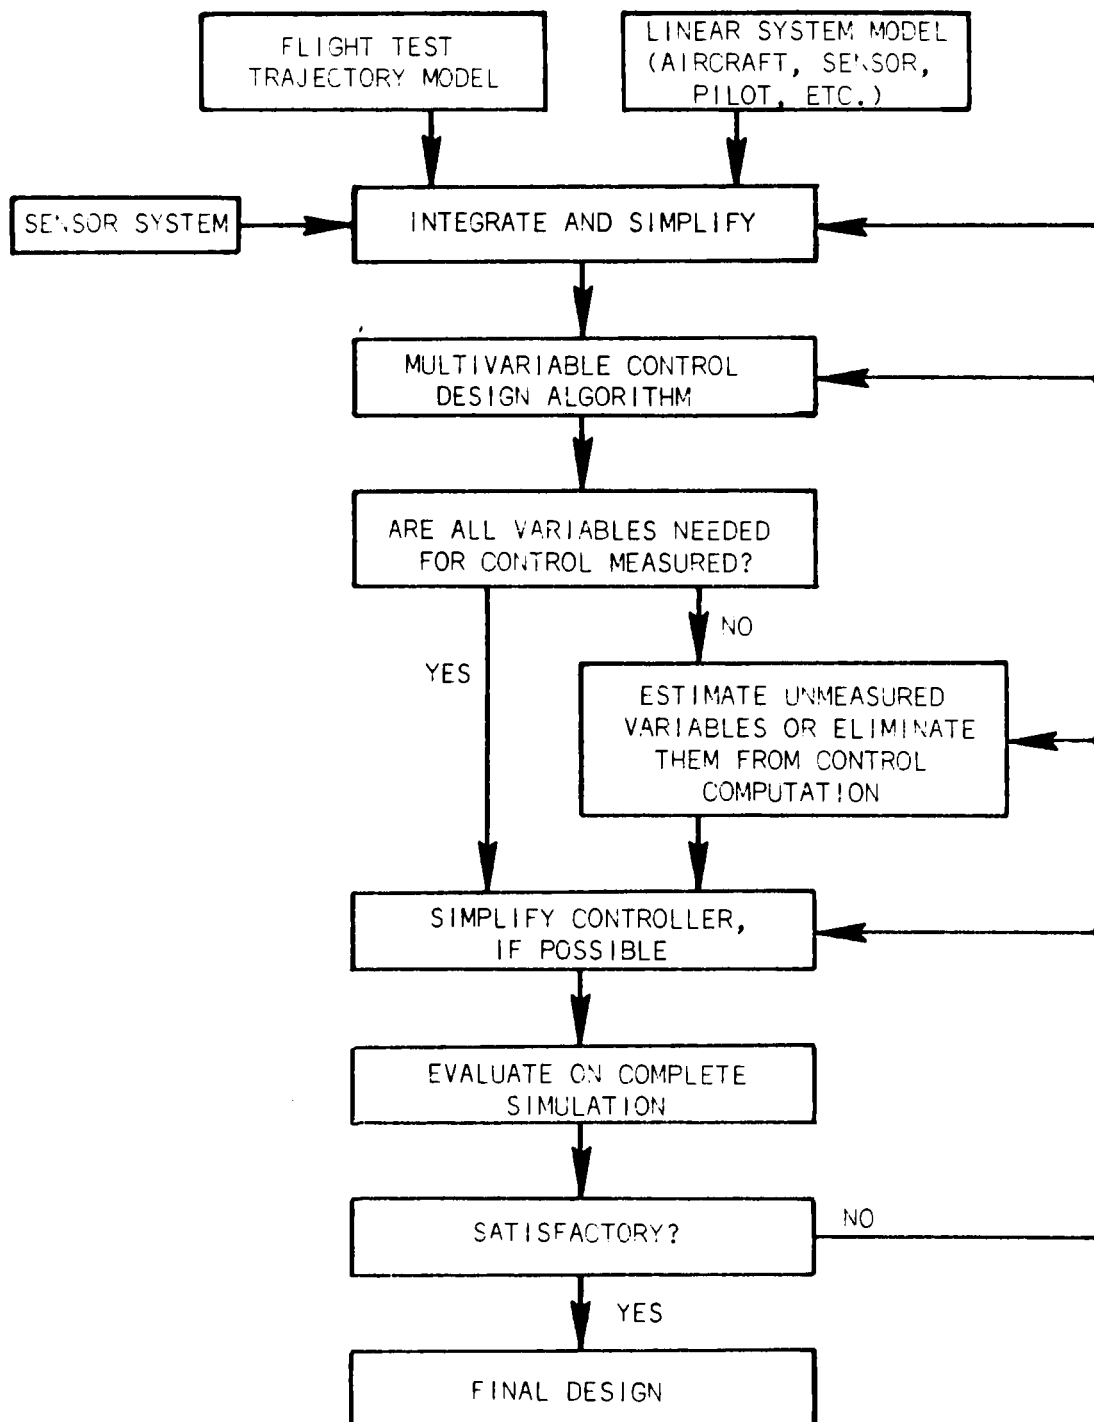 FLIGHT TEST
TRAJECTORY MODEL
LINEAR SYSTEM MODEL
(AIRCRAFT, SENSOR,
PILOT, ETC.)
SENSOR SYSTEM
INTEGRATE AND SIMPLIFY
MULTIVARIABLE CONTROL
DESIGN ALGORITHM
ARE ALL VARIABLES NEEDED
FOR CONTROL MEASURED?
NO
YES
ESTIMATE UNMEASURED
VARIABLES OR ELIMINATE
THEM FROM CONTROL
COMPUTATION
SIMPLIFY CONTROLLER,
IF POSSIBLE
EVALUATE ON COMPLETE
SIMULATION
SATISFACTORY?
NO
YES
FINAL DESIGN